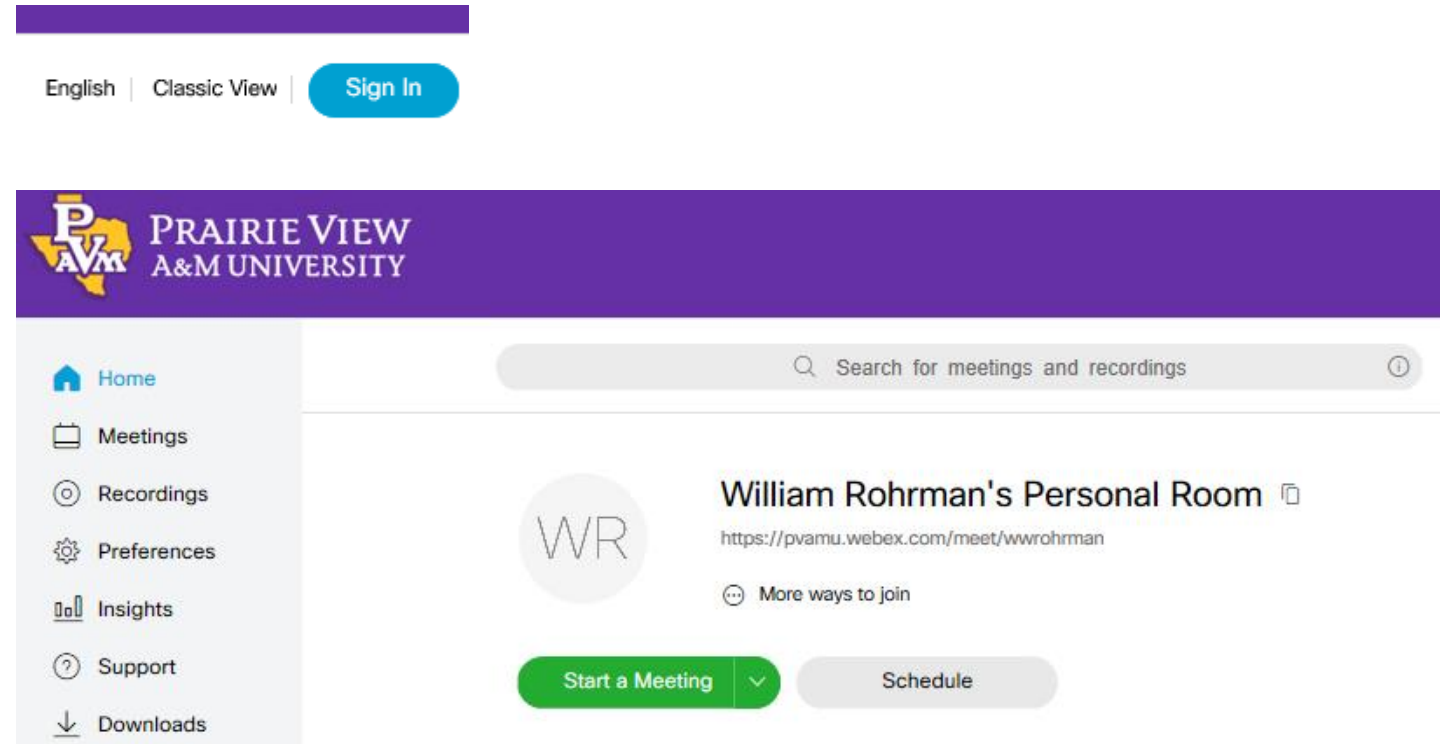 English Classic View Sign In
PVAM
PRAIRIE VIEW
A&M UNIVERSITY
Home
Meetings
Recordings
Preferences
Insights
Support
Downloads
Search for meetings and recordings
WR
William Rohrman's Personal Room
https://pvamu.webex.com/meet/wwrohrman
More ways to join
Start a Meeting
Schedule